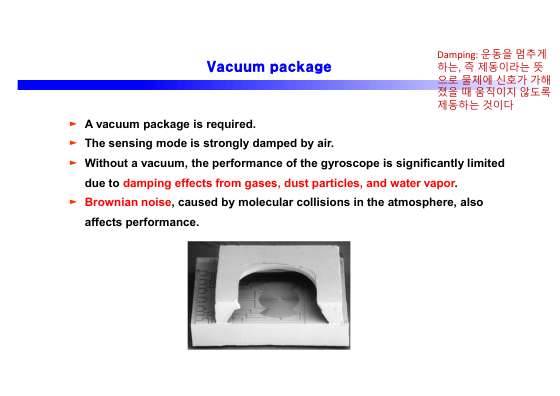 Vacuum package
Damping: 운동을 멈추게
하는, 즉 제동이라는 뜻
으로 물체에 신호가 가해
졌을 때 움직이지 않도록
제동하는 것이다
► A vacuum package is required.
► The sensing mode is strongly damped by air.
► Without a vacuum, the performance of the gyroscope is significantly limited
due to damping effects from gases, dust particles, and water vapor.
► Brownian noise, caused by molecular collisions in the atmosphere, also
affects performance.